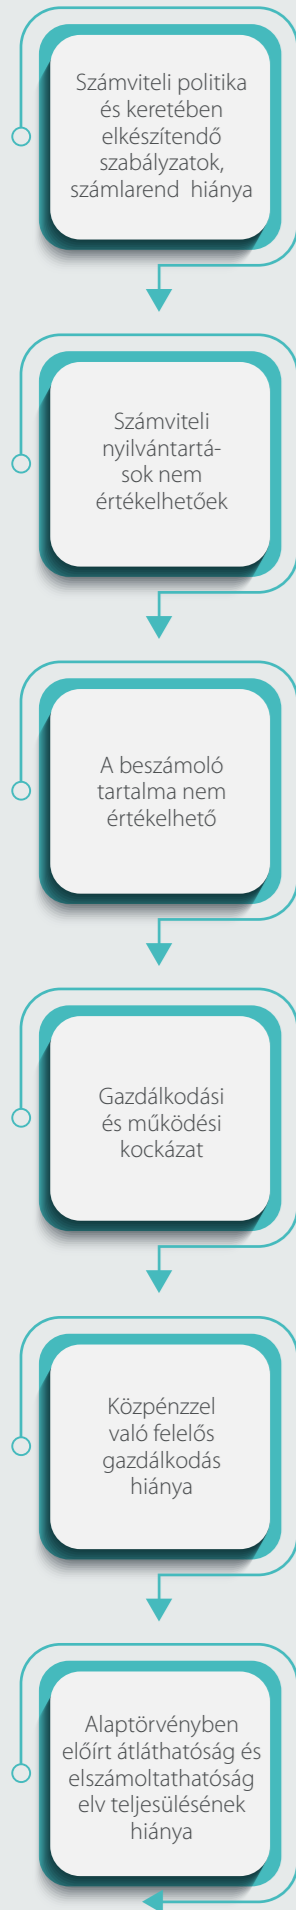 Számviteli politika
és keretében
elkészítendő
szabályzatok,
számlarend hiánya
Számviteli
nyilvántartá-
sok nem
értékelhetőek
A beszámoló
tartalma nem
értékelhető
Gazdálkodási
és működési
kockázat
Közpénzzel
való felelős
gazdálkodás
hiánya
Alaptörvényben
előírt átláthatóság és
elszámoltathatóság
elv teljesülésének
hiánya